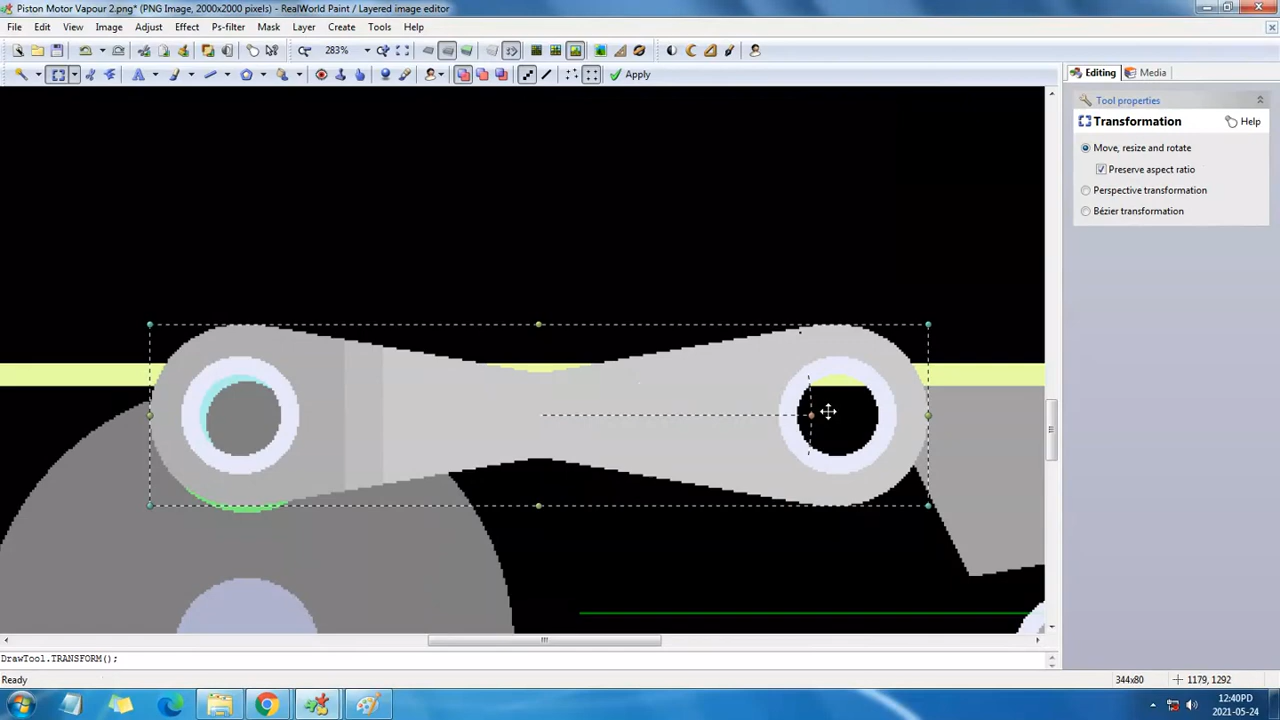 Piston Motor Vapour 2.png* (PNG Image, 2000x2000 pixels) - RealWorld Paint / Layered image editor
File Edit View Image Adjust Effect Ps-filter Mask Layer Create Tools Help
283%
Apply
Editing Media
Tool properties
Transformation Help
Move, resize and rotate
Preserve aspect ratio
Perspective transformation
Bézier transformation
DrawTool.TRANSFORM();
Ready 344x80 1179, 1292
12:40PD
2021-05-24